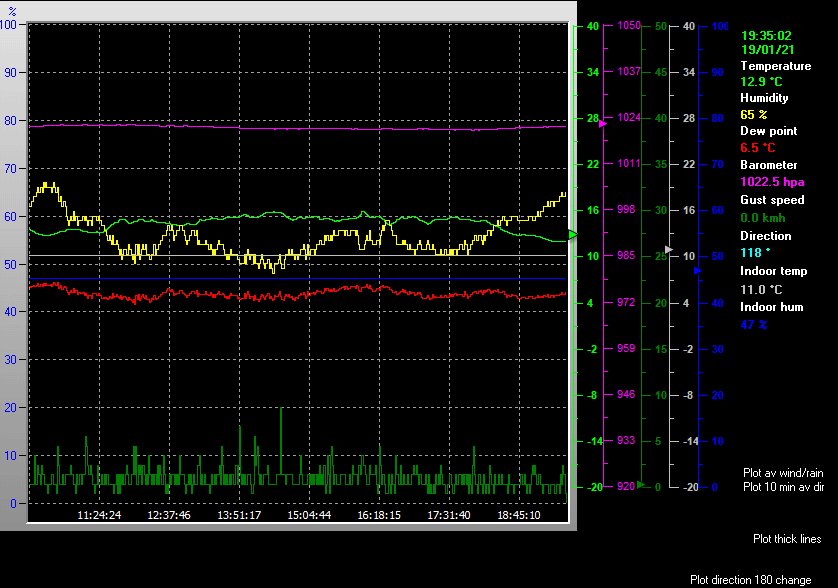 %
100
90
80
70
60
50
40
30
20
10
0
11:24:24 12:37:46 13:51:17 15:04:44 16:18:15 17:31:40 18:45:10
40 1050 50 40 100
34 1037 45 34 90
28 1024 40 28 80
22 1011 35 22 70
16 998 30 16 60
10 985 25 10 50
4 972 20 4 40
-2 959 15 -2 30
-8 946 10 -8 20
-14 933 5 -14 10
-20 920 0 -20 0
19:35:02
19/01/21
Temperature
12.9 °C
Humidity
65 %
Dew point
6.5 °C
Barometer
1022.5 hpa
Gust speed
0.0 kmh
Direction
118 °
Indoor temp
11.0 °C
Indoor hum
47 %
Plot av wind/rain
Plot 10 min av dir
Plot thick lines
Plot direction 180 change